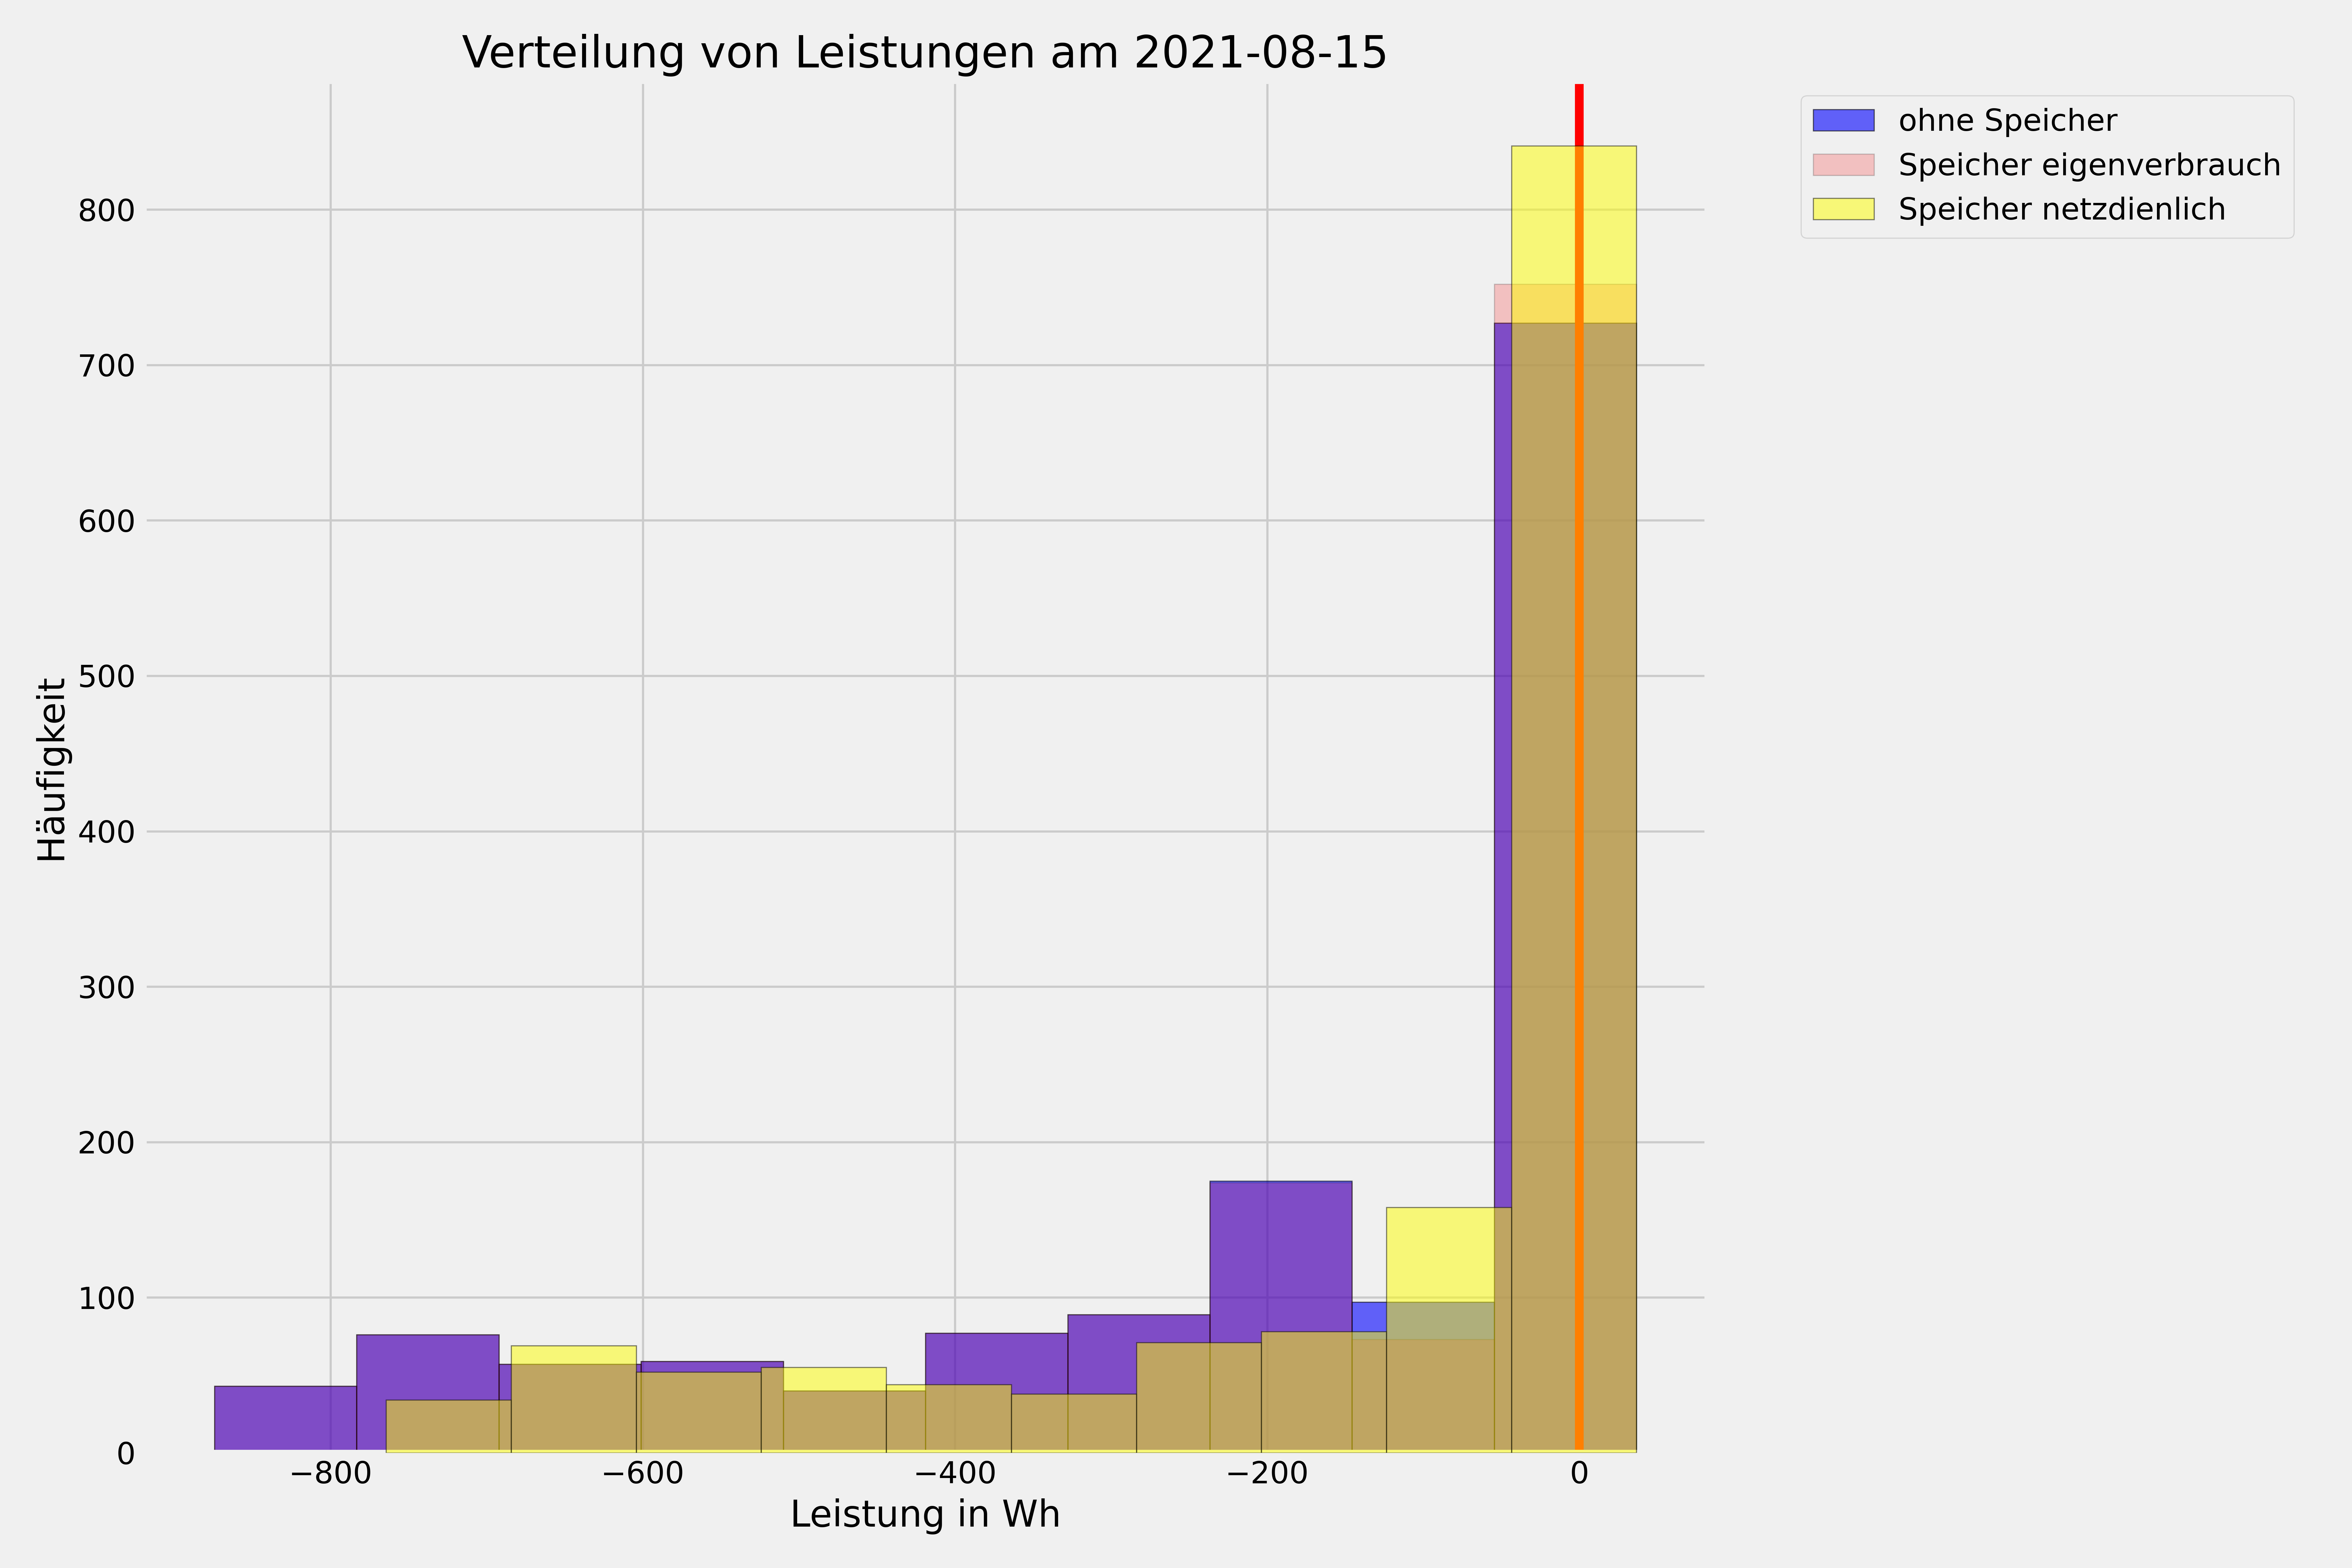 Verteilung von Leistungen am 2021-08-15
ohne Speicher
Speicher eigenverbrauch
Speicher netzdienlich
Häufigkeit
800
700
600
500
400
300
200
100
0
−800
−600
−400
−200
0
Leistung in Wh